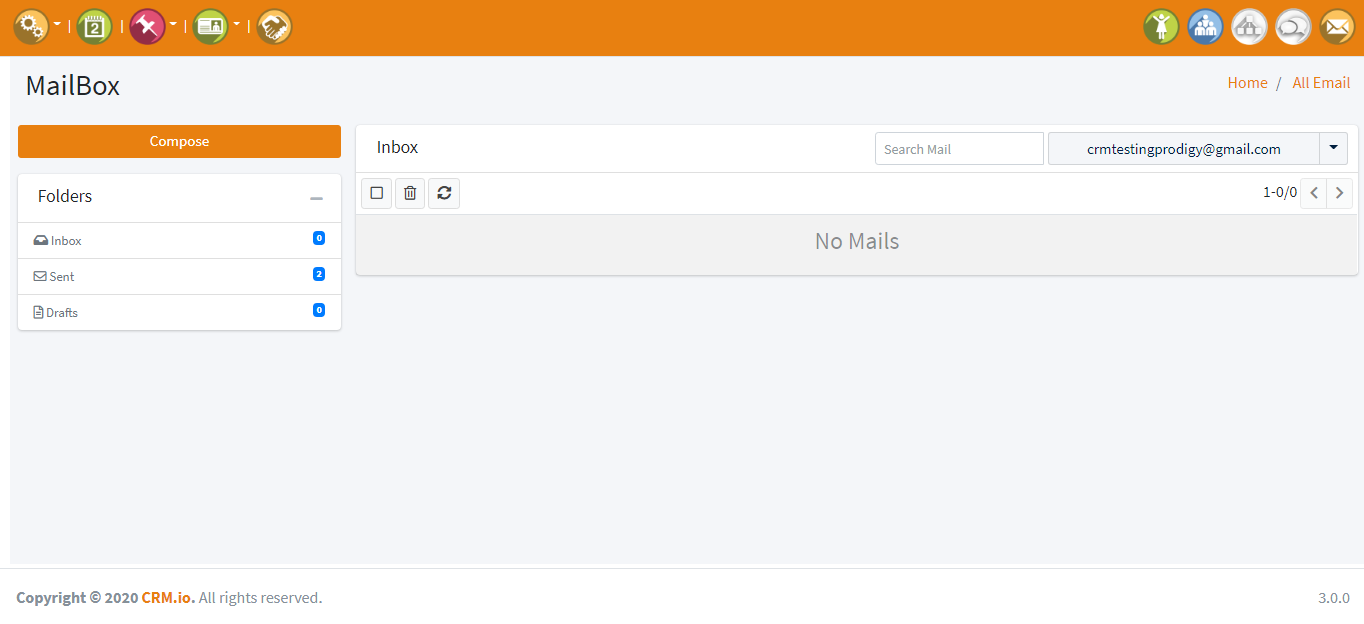 2
MailBox
Home / All Email
Compose
Inbox
Search Mail
crmtestingprodigy@gmail.com
Folders
1-0/0
Inbox 0
No Mails
Sent 2
Drafts 0
Copyright © 2020 CRM.io. All rights reserved.
3.0.0